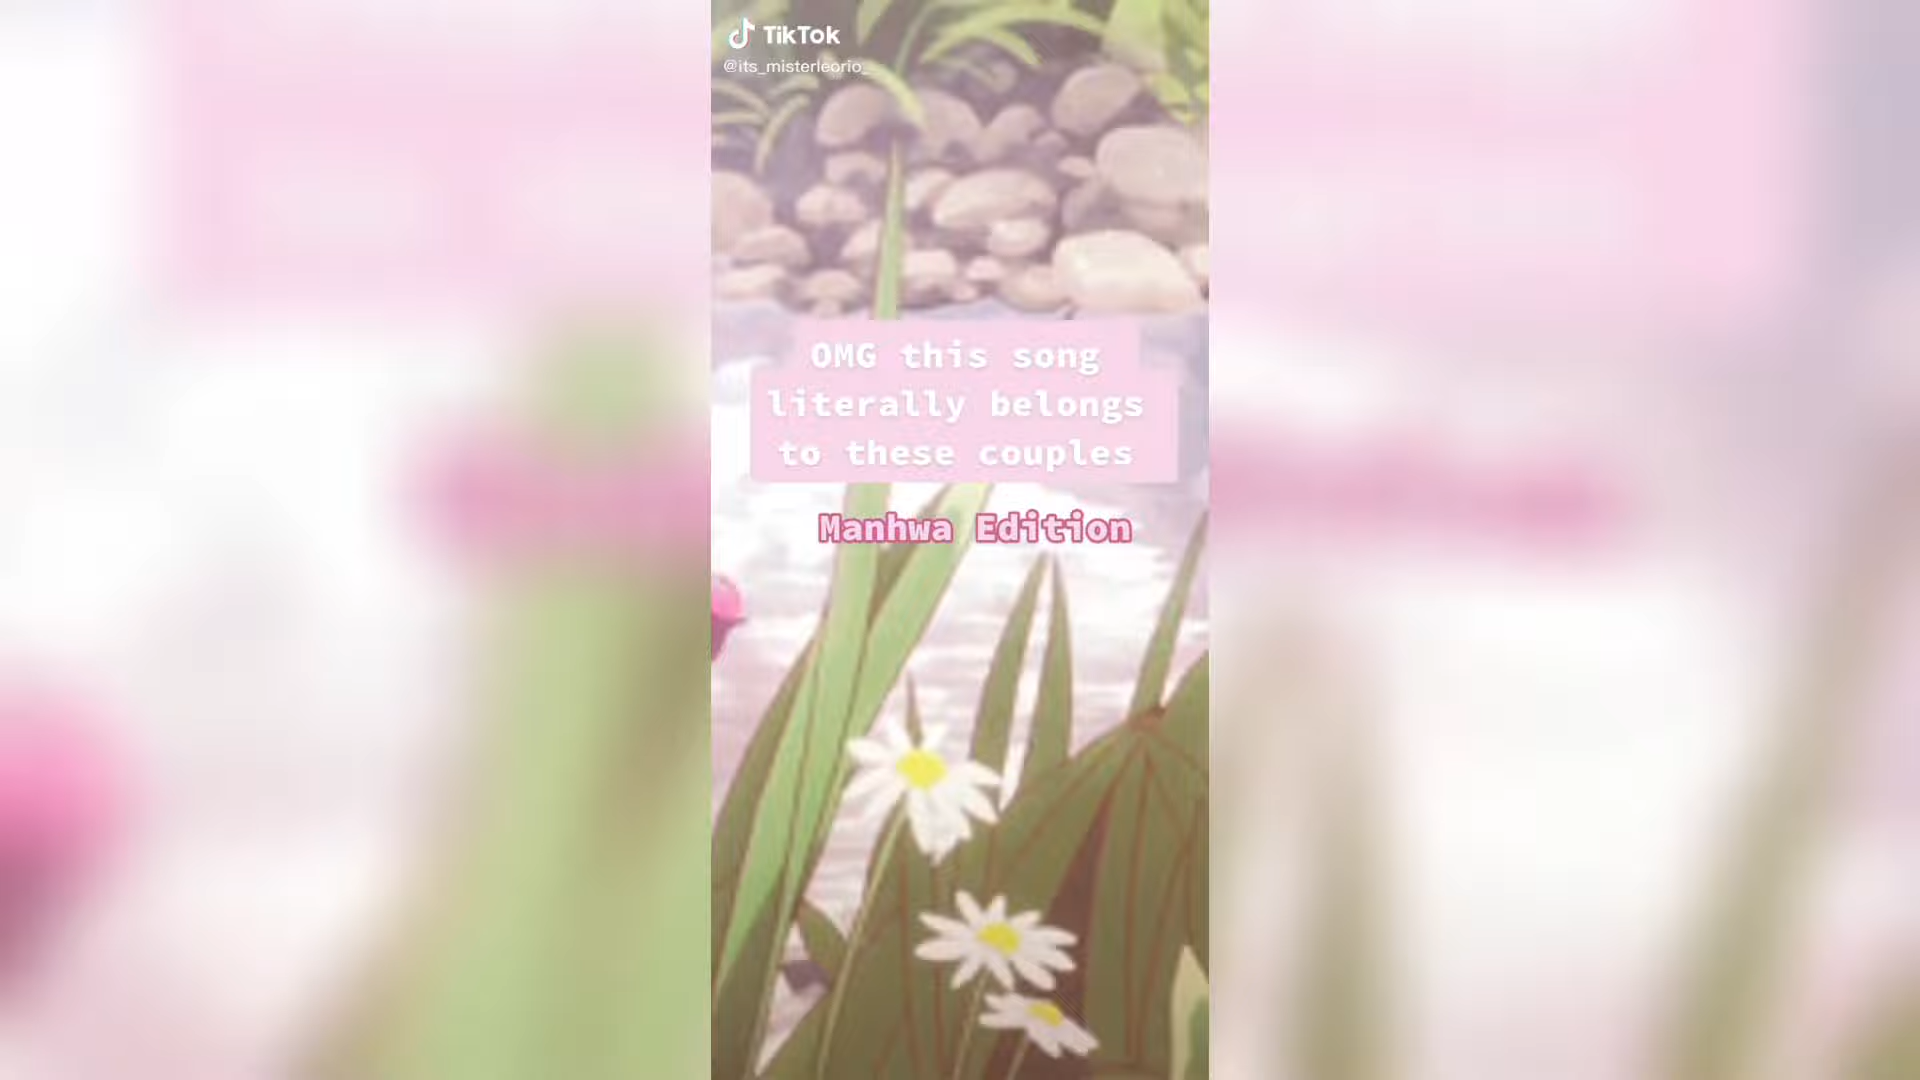 TikTok
@its_misterleorio_
OMG this song
literally belongs
to these couples
Manhwa Edition